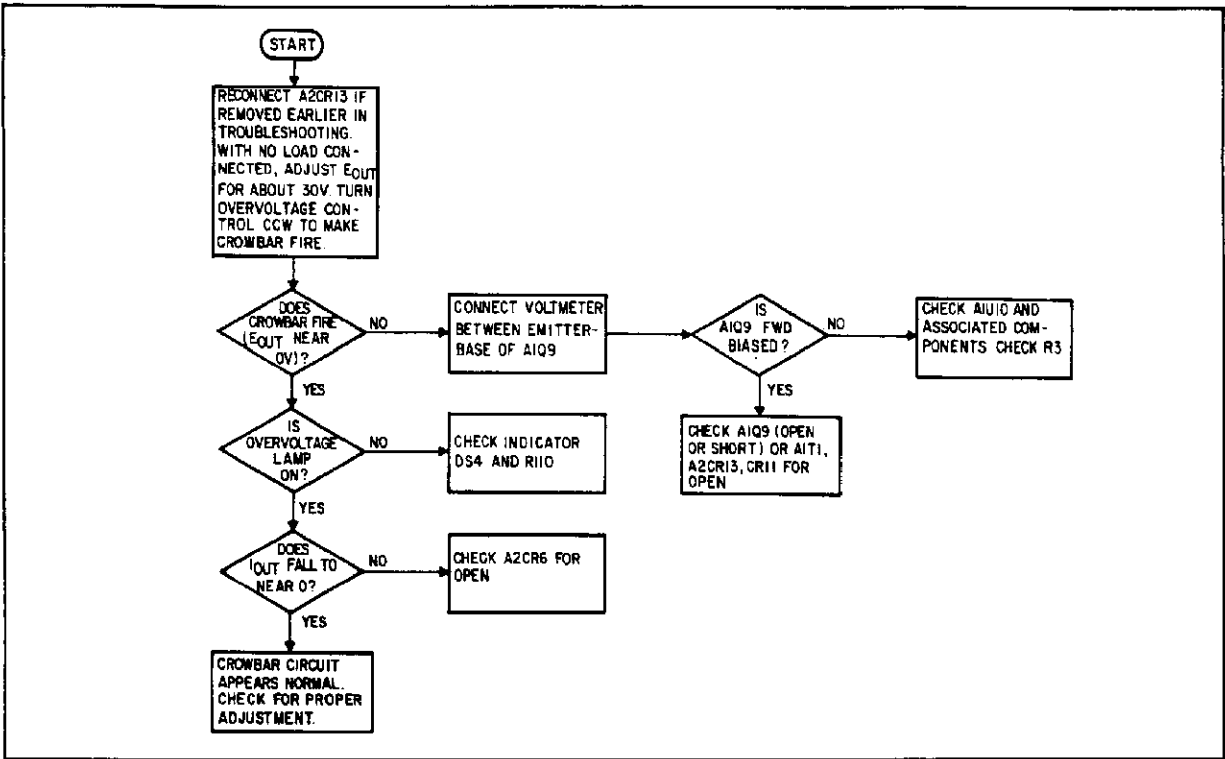 START
RECONNECT A2CR13 IF
REMOVED EARLIER IN
TROUBLESHOOTING.
WITH NO LOAD CON-
NECTED, ADJUST EOUT
FOR ABOUT 30V. TURN
OVERVOLTAGE CON-
TROL CCW TO MAKE
CROWBAR FIRE.
DOES
CROWBAR FIRE
(EOUT NEAR
0V)?
NO
CONNECT VOLTMETER
BETWEEN EMITTER-
BASE OF A1Q9
IS
A1Q9 FWD
BIASED?
NO
CHECK A1U10 AND
ASSOCIATED COM-
PONENTS CHECK R3
YES
YES
IS
OVERVOLTAGE
LAMP
ON?
NO
CHECK INDICATOR
DS4 AND R110
CHECK A1Q9 (OPEN
OR SHORT) OR A1T1,
A2CR13, CR11 FOR
OPEN
YES
DOES
IOUT FALL TO
NEAR 0?
NO
CHECK A2CR6 FOR
OPEN
YES
CROWBAR CIRCUIT
APPEARS NORMAL.
CHECK FOR PROPER
ADJUSTMENT.